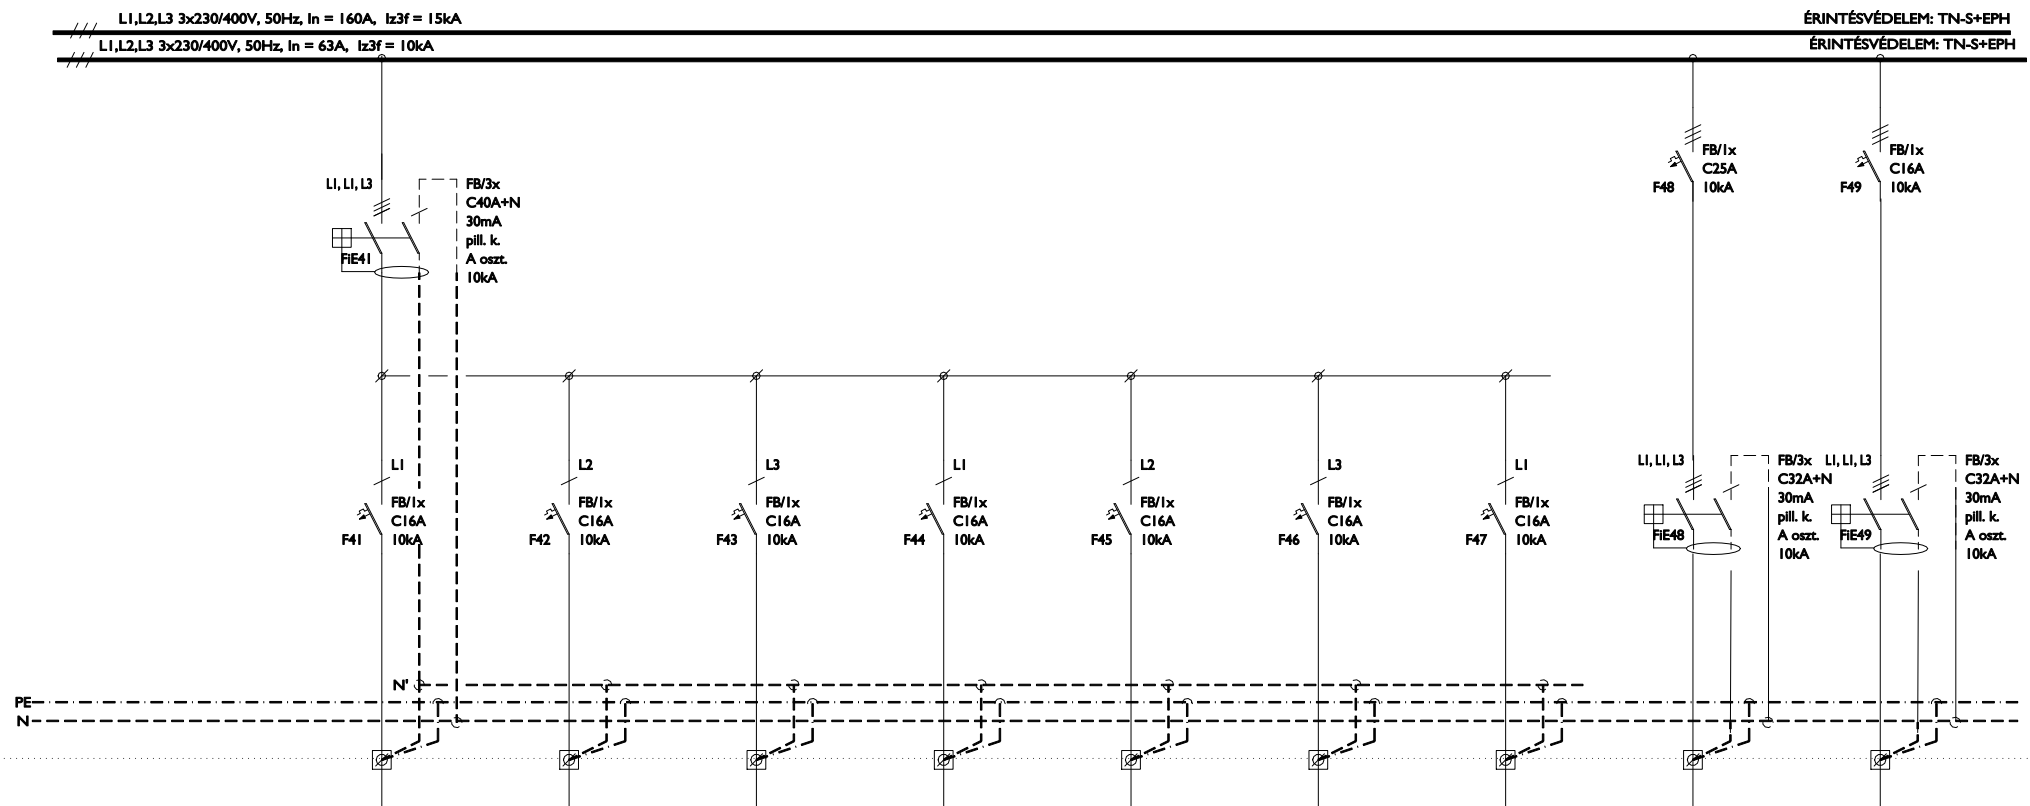 L1,L2,L3 3x230/400V, 50Hz, In = 160A, Iz3f = 15kA
ÉRINTÉSVÉDELEM: TN-S+EPH
L1,L2,L3 3x230/400V, 50Hz, In = 63A, Iz3f = 10kA
ÉRINTÉSVÉDELEM: TN-S+EPH
L1, L1, L3
FiE41
FB/3x
C40A+N
30mA
pill. k.
A oszt.
10kA
F48
FB/1x
C25A
10kA
F49
FB/1x
C16A
10kA
L1
FB/1x
C16A
F41
10kA
L2
FB/1x
C16A
F42
10kA
L3
FB/1x
C16A
F43
10kA
L1
FB/1x
C16A
F44
10kA
L2
FB/1x
C16A
F45
10kA
L3
FB/1x
C16A
F46
10kA
L1
FB/1x
C16A
F47
10kA
L1, L1, L3
FiE48
FB/3x
C32A+N
30mA
pill. k.
A oszt.
10kA
L1, L1, L3
FiE49
FB/3x
C32A+N
30mA
pill. k.
A oszt.
10kA
N'
PE
N